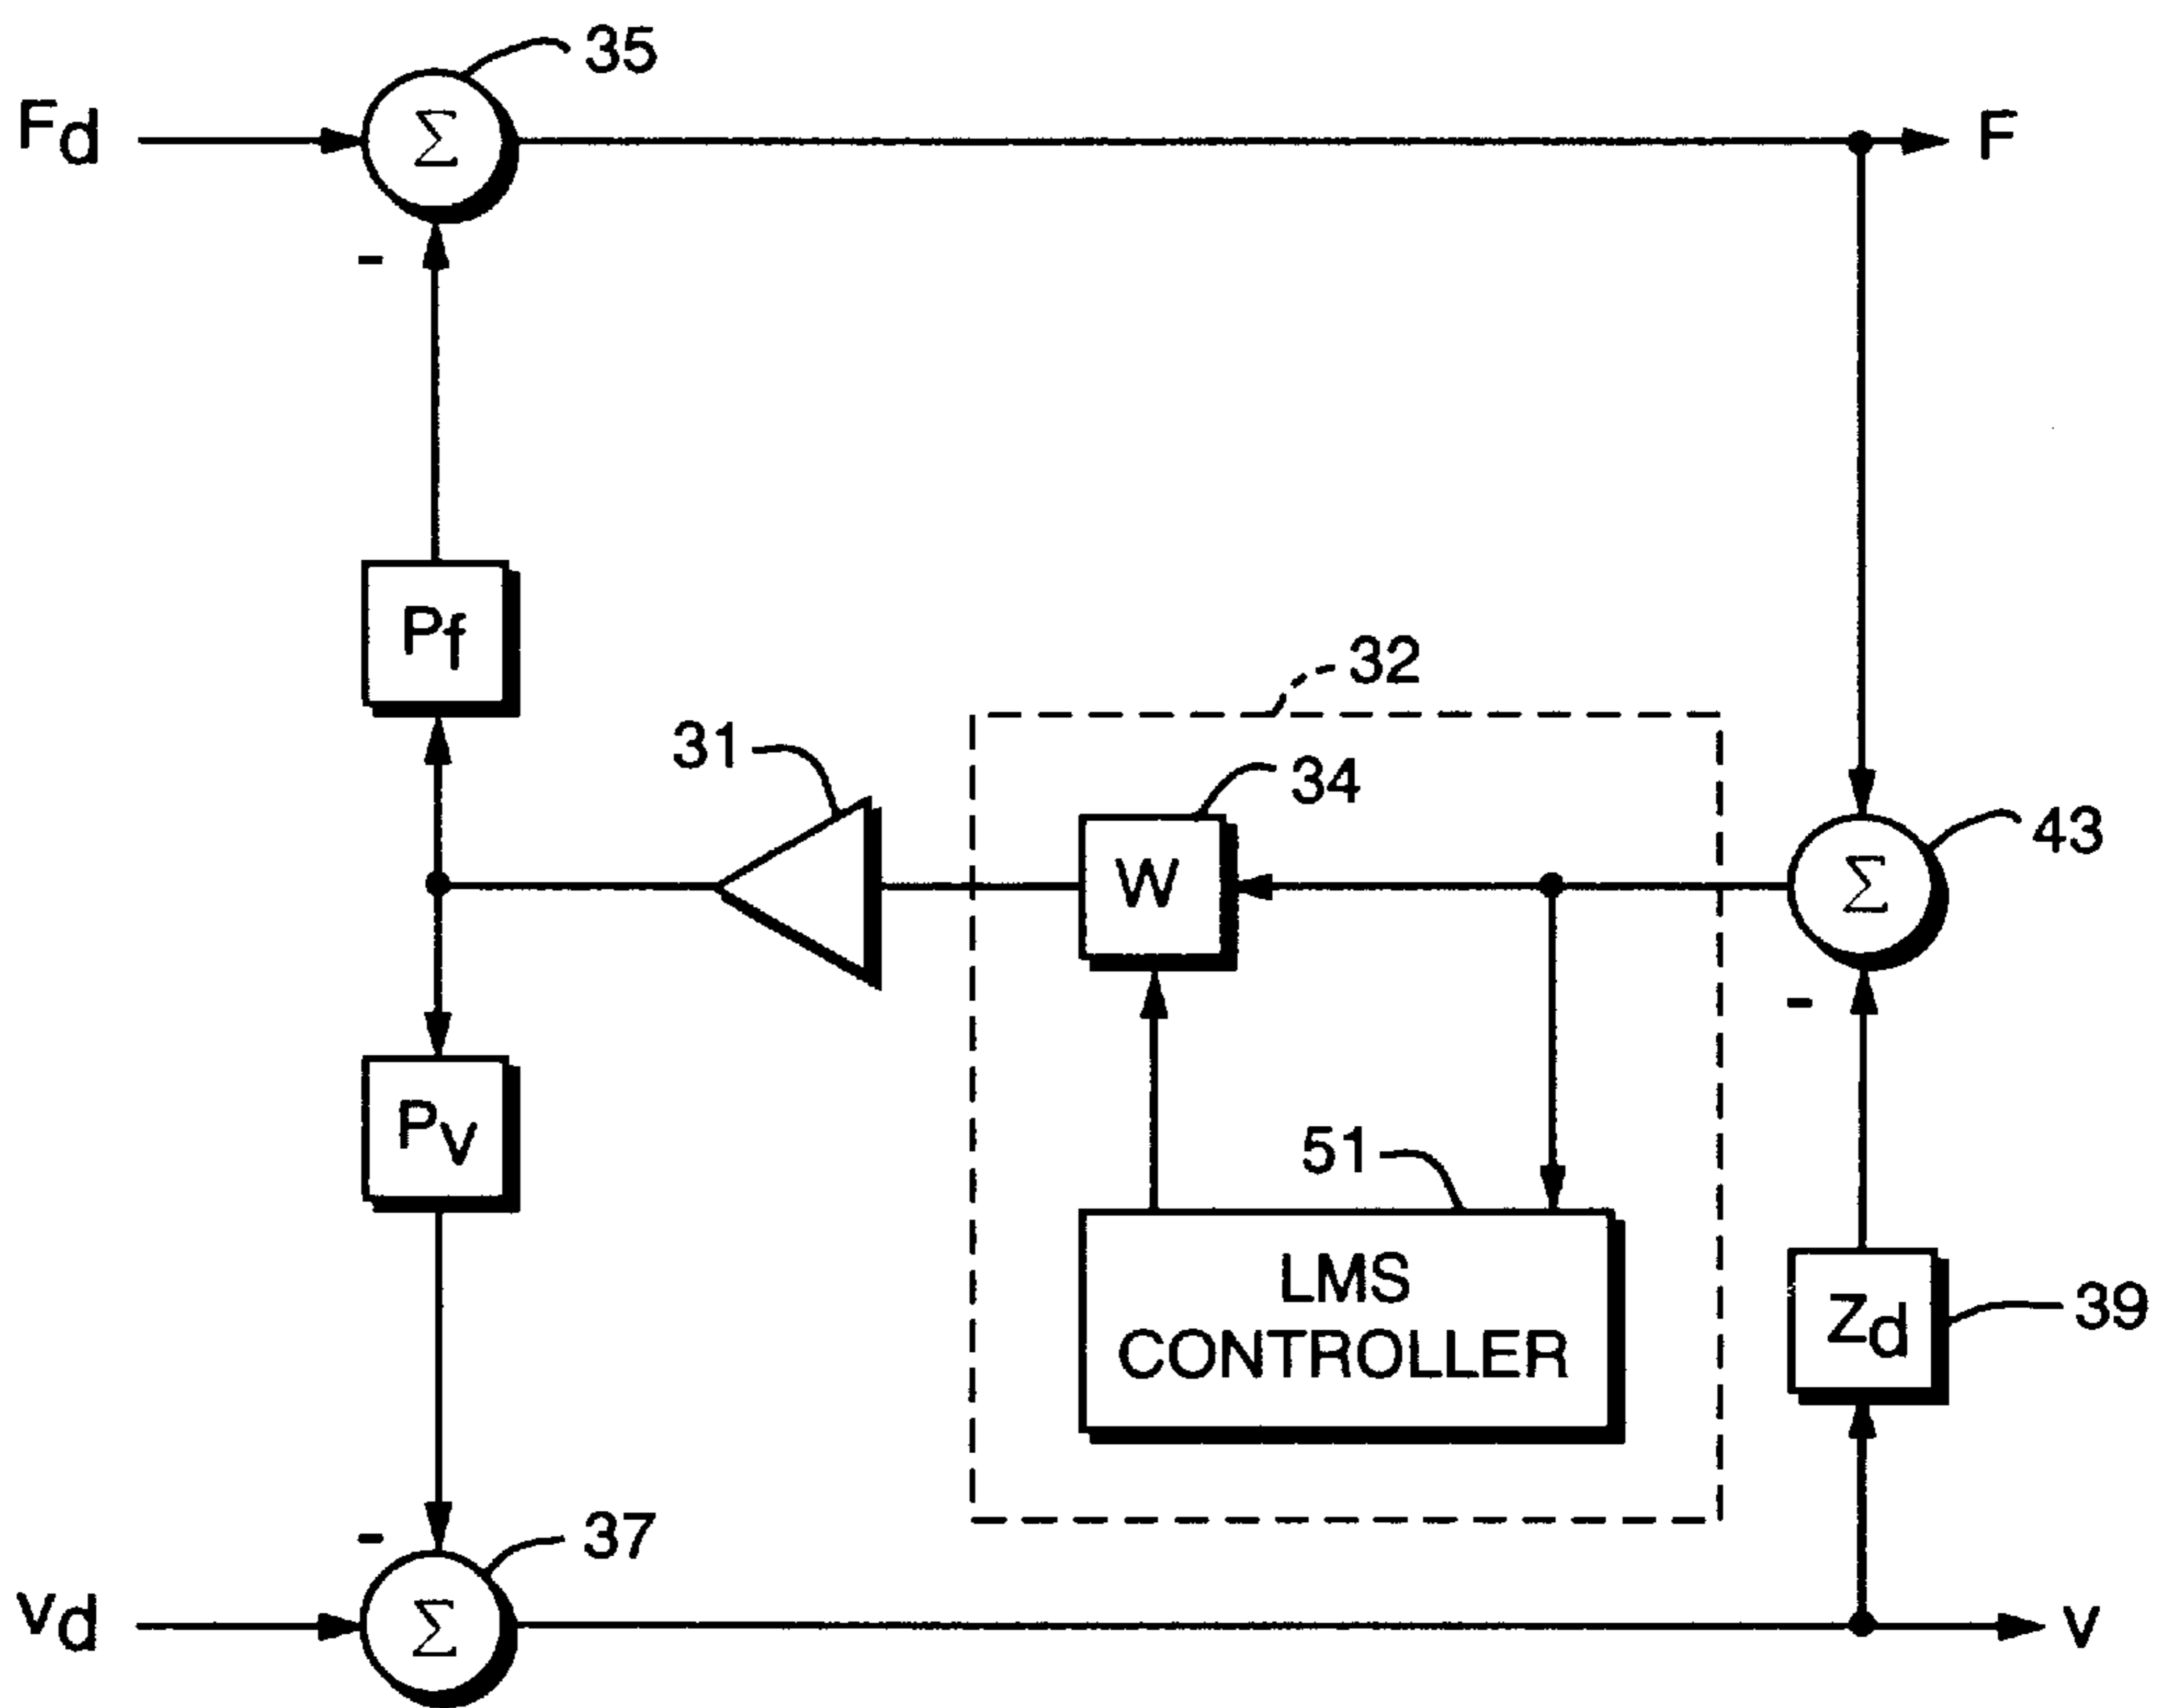 35
Fd
Σ
F
-
Pf
32
31
34
43
W
Σ
-
Pv
51
LMS
CONTROLLER
Zd
39
-
37
vd
Σ
v